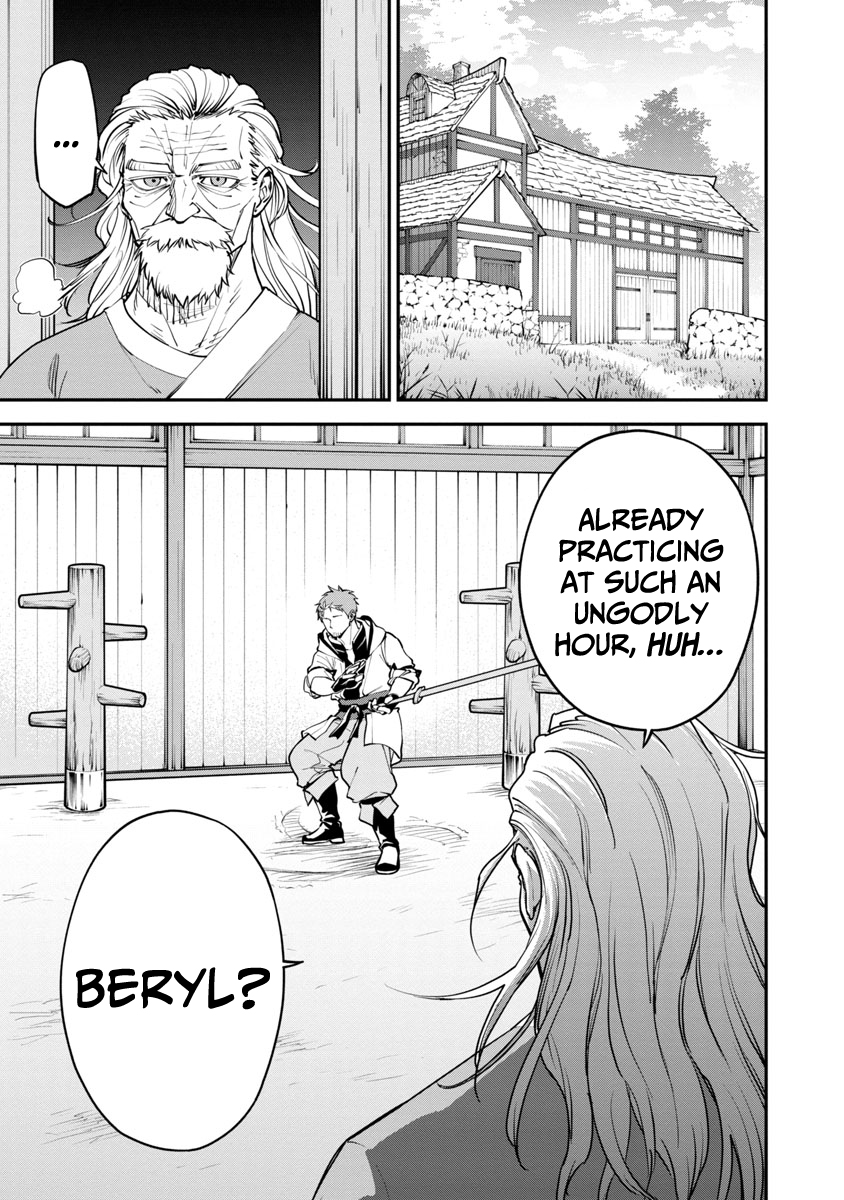 ...
ALREADY
PRACTICING
AT SUCH AN
UNGODLY
HOUR, HUH...
BERYL?